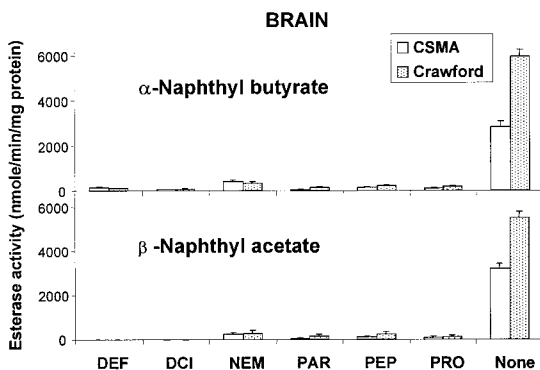 BRAIN
CSMA
Crawford
α-Naphthyl butyrate
6000
4000
2000
0
β -Naphthyl acetate
6000
4000
2000
0
Esterase activity (nmole/min/mg protein)
DEF DCI NEM PAR PEP PRO None